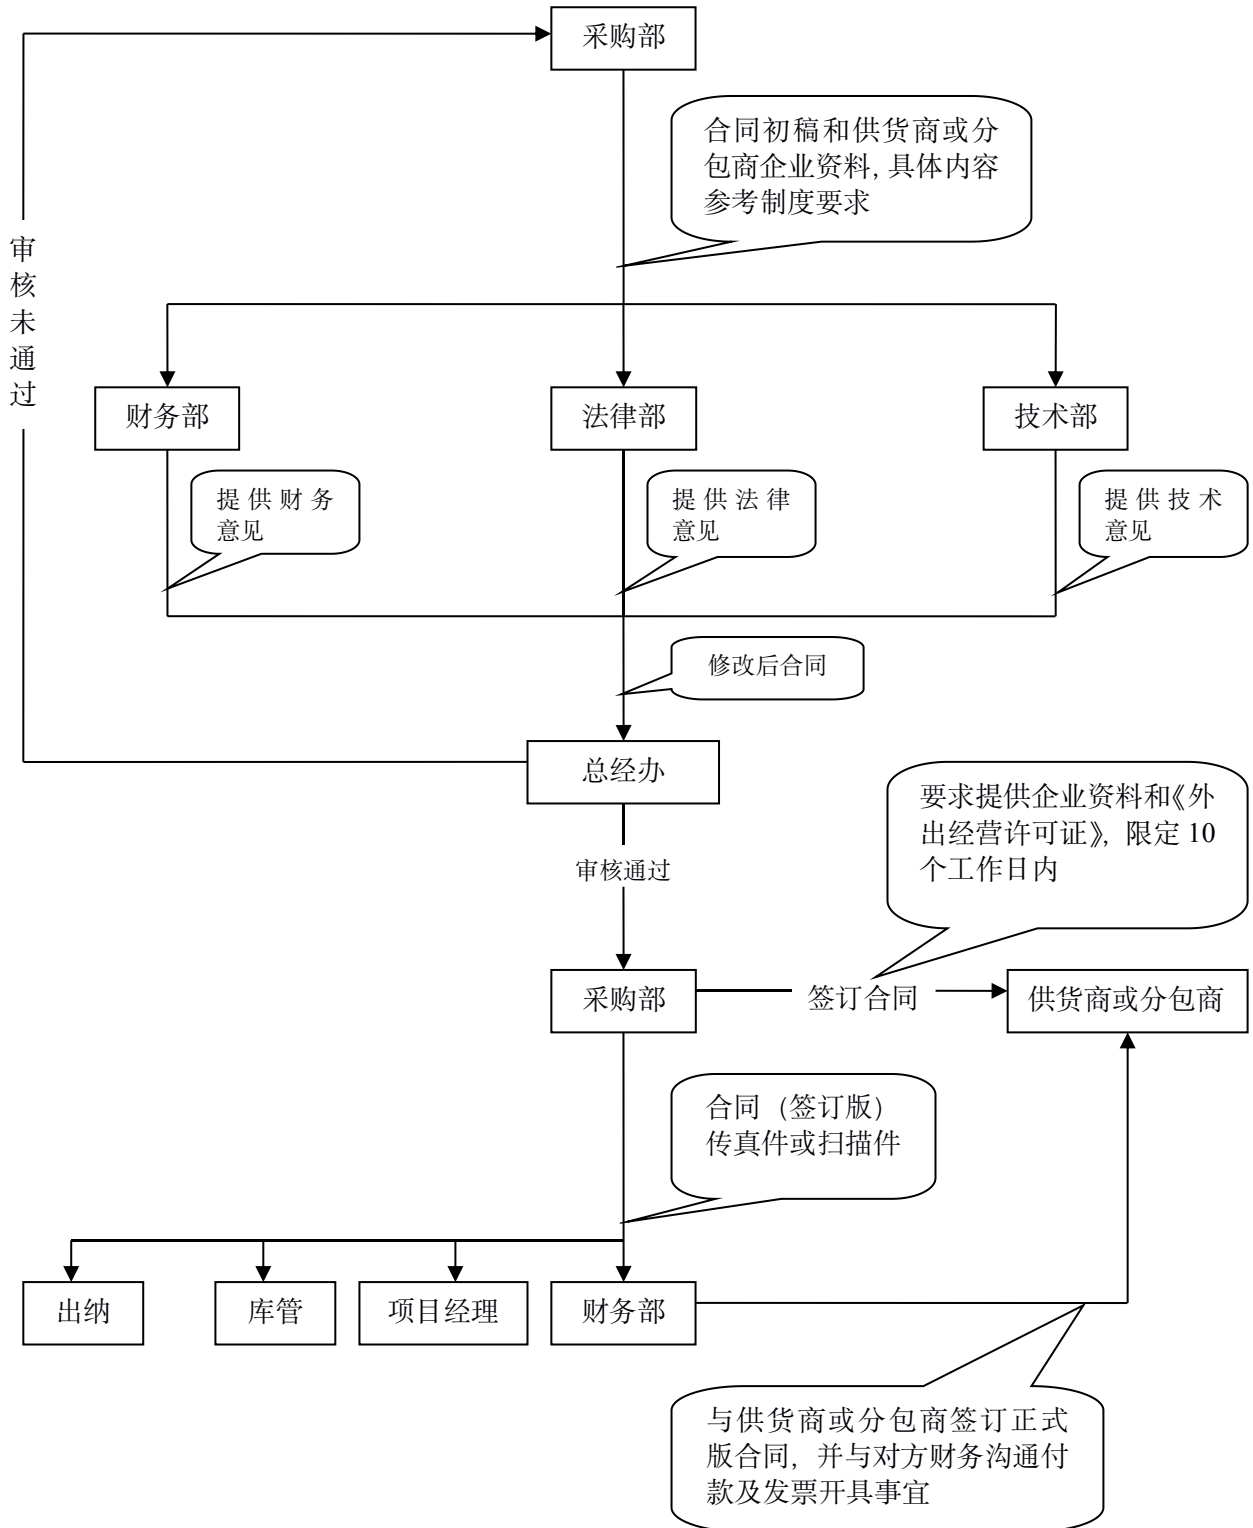 采购部
合同初稿和供货商或分
包商企业资料,具体内容
参考制度要求
审
核
未
通
过
财务部
法律部
技术部
提供财务
意见
提供法律
意见
提供技术
意见
修改后合同
总经办
要求提供企业资料和《外
出经营许可证》,限定 10
个工作日内
审核通过
采购部
签订合同
供货商或分包商
合同（签订版）
传真件或扫描件
出纳
库管
项目经理
财务部
与供货商或分包商签订正式
版合同，并与对方财务沟通付
款及发票开具事宜